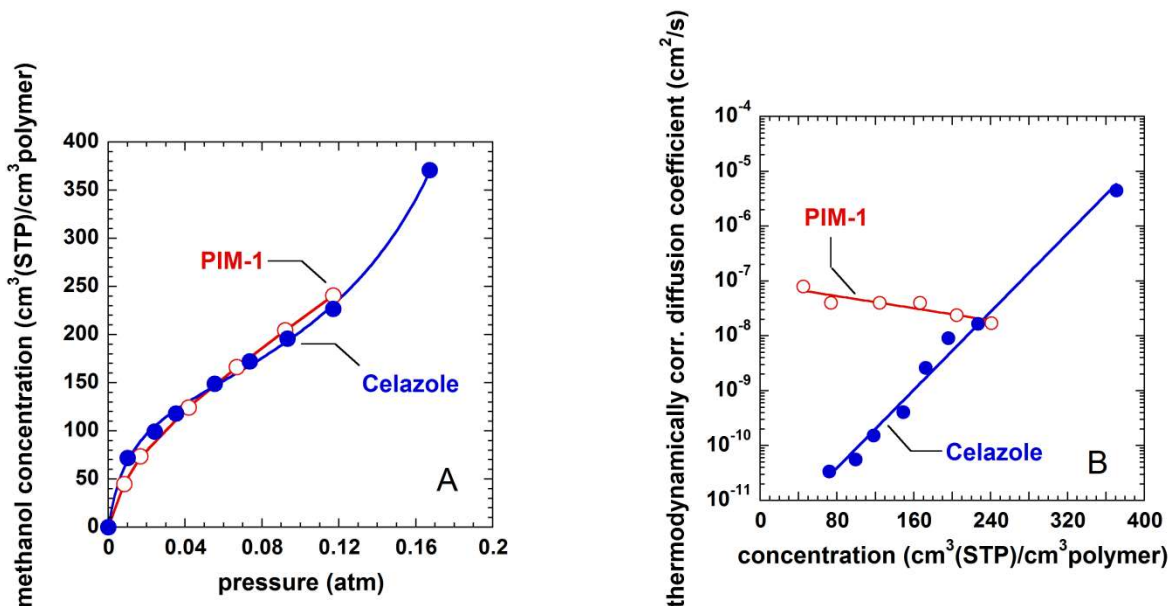 methanol concentration (cm³(STP)/cm³polymer)
400
350
300
250
200
150
100
50
0
PIM-1
Celazole
A
0
0.04
0.08
0.12
0.16
0.2
pressure (atm)
thermodynamically corr. diffusion coefficient (cm²/s)
10⁻⁴
10⁻⁵
10⁻⁶
10⁻⁷
10⁻⁸
10⁻⁹
10⁻¹⁰
10⁻¹¹
PIM-1
Celazole
B
0
80
160
240
320
400
concentration (cm³(STP)/cm³polymer)